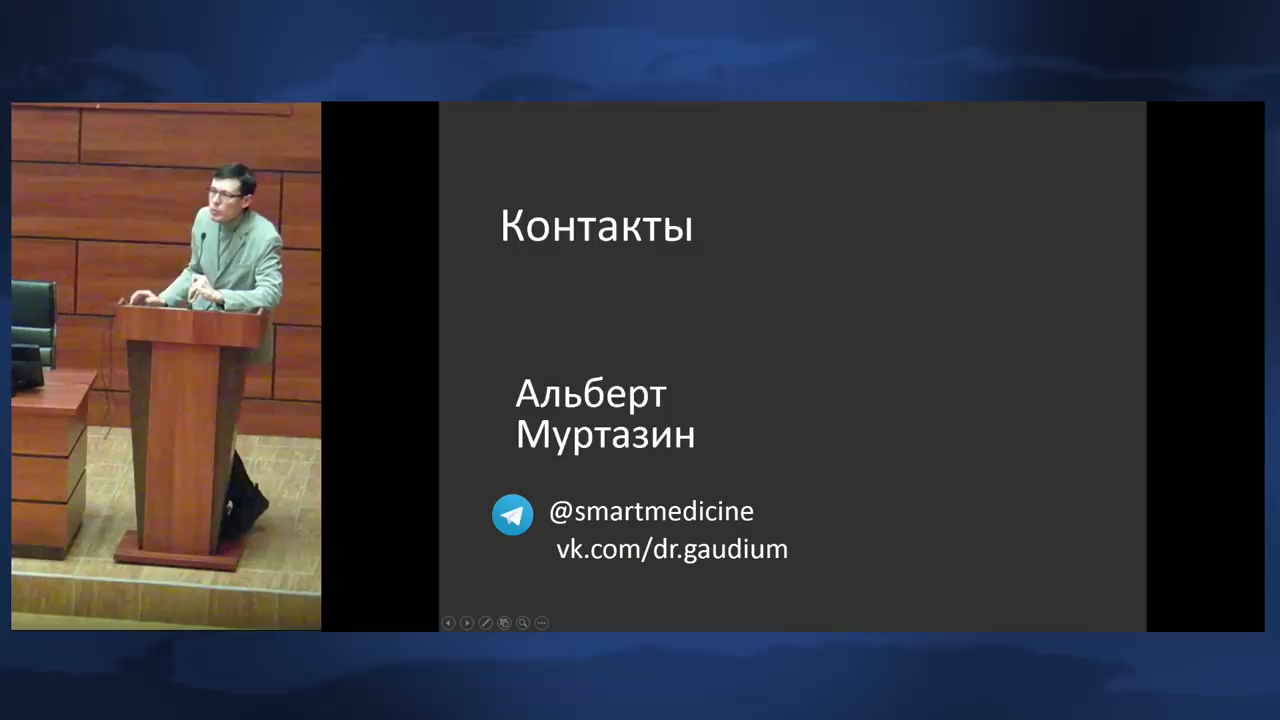 Контакты
Альберт
Муртазин
@smartmedicine
vk.com/dr.gaudium